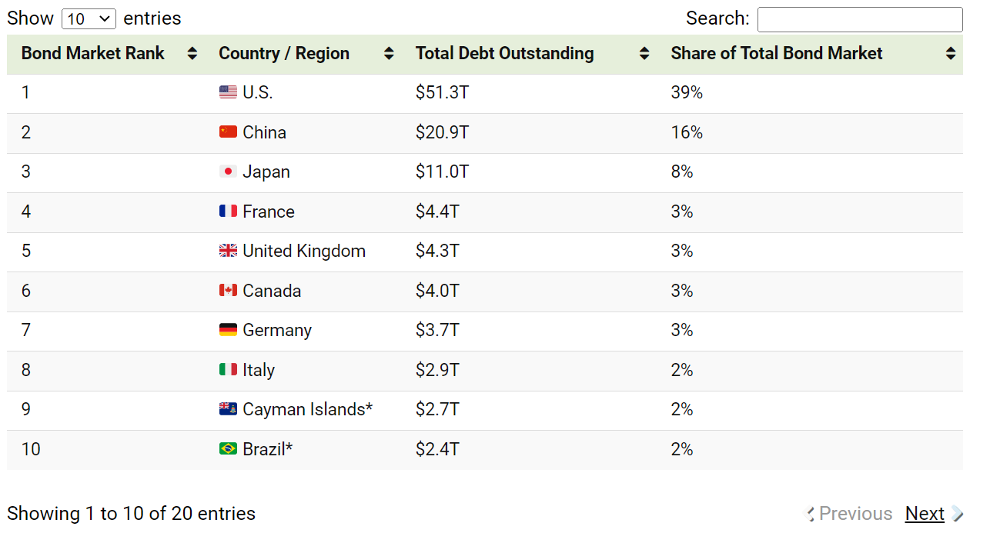 Show 10 entries Search:
Bond Market Rank Country / Region Total Debt Outstanding Share of Total Bond Market
1 U.S. $51.3T 39%
2 China $20.9T 16%
3 Japan $11.0T 8%
4 France $4.4T 3%
5 United Kingdom $4.3T 3%
6 Canada $4.0T 3%
7 Germany $3.7T 3%
8 Italy $2.9T 2%
9 Cayman Islands* $2.7T 2%
10 Brazil* $2.4T 2%
Showing 1 to 10 of 20 entries Previous Next